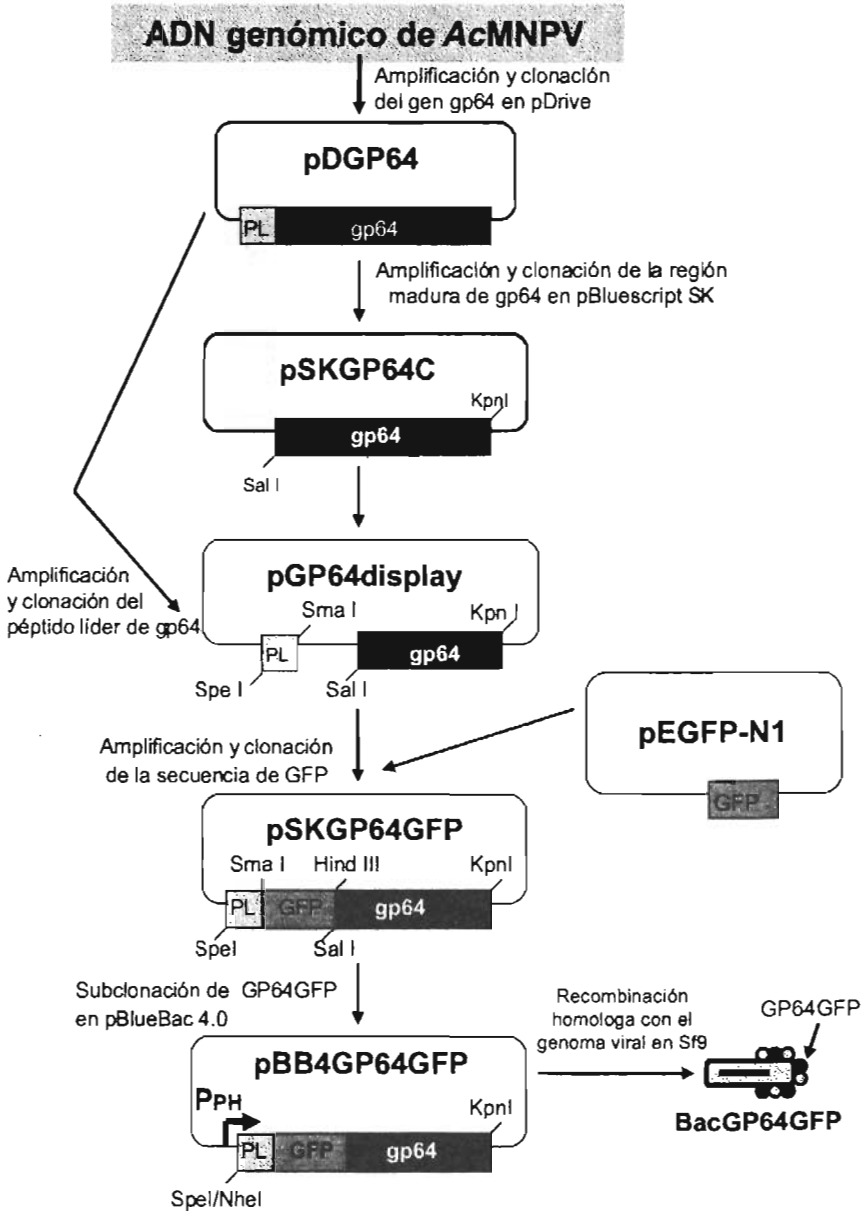 ADN genómico de AcMNPV
Amplificación y clonación
del gen gp64 en pDrive
pDGP64
PL
gp64
Amplificación y clonación de la región
madura de gp64 en pBluescript SK
pSKGP64C
KpnI
gp64
Sal I
Amplificación
y clonación del
péptido líder de gp64
pGP64display
Sma I
Kpn I
PL
gp64
Spe I
Sal I
Amplificación y clonación
de la secuencia de GFP
pEGFP-N1
GFP
pSKGP64GFP
Sma I
Hind III
KpnI
PL
GFP
gp64
SpeI
Sal I
Subclonación de GP64GFP
en pBlueBac 4.0
Recombinación
homologa con el
genoma viral en Sf9
GP64GFP
pBB4GP64GFP
PPH
KpnI
PL
GFP
gp64
SpeI/NheI
BacGP64GFP